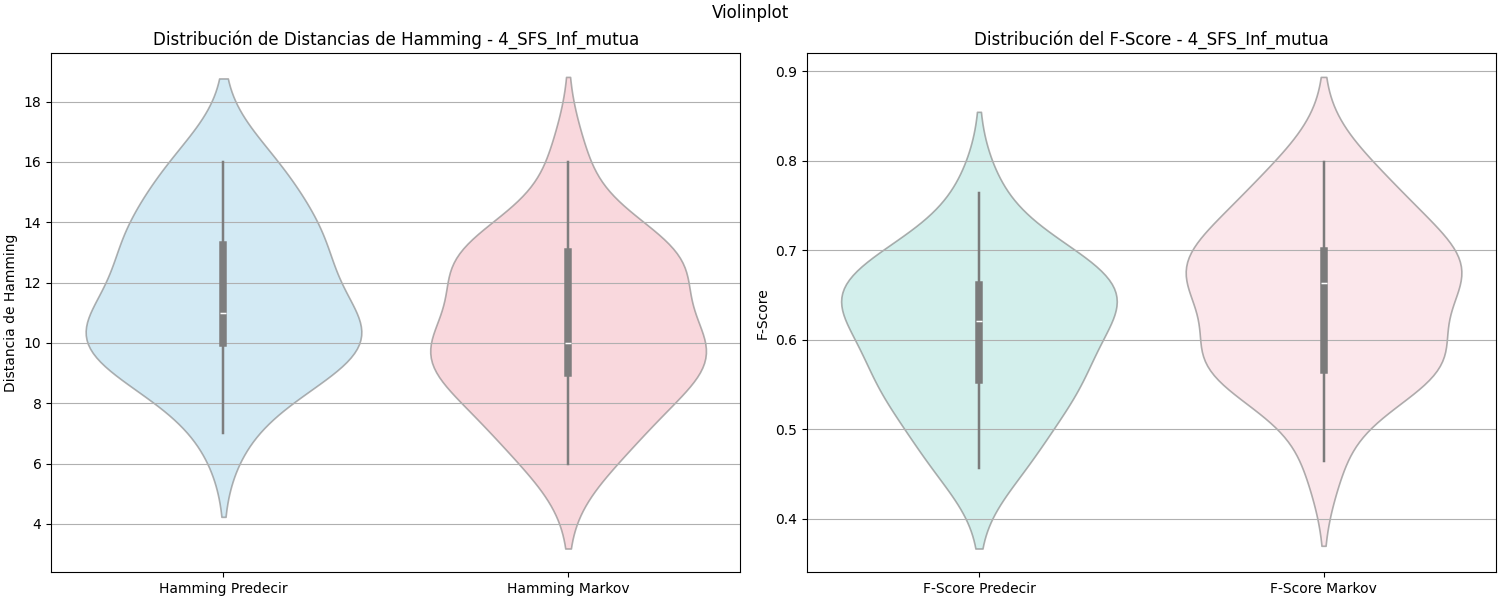 Violinplot
Distribución de Distancias de Hamming - 4_SFS_Inf_mutua
Distancia de Hamming
18
16
14
12
10
8
6
4
Hamming Predecir
Hamming Markov
Distribución del F-Score - 4_SFS_Inf_mutua
F-Score
0.9
0.8
0.7
0.6
0.5
0.4
F-Score Predecir
F-Score Markov